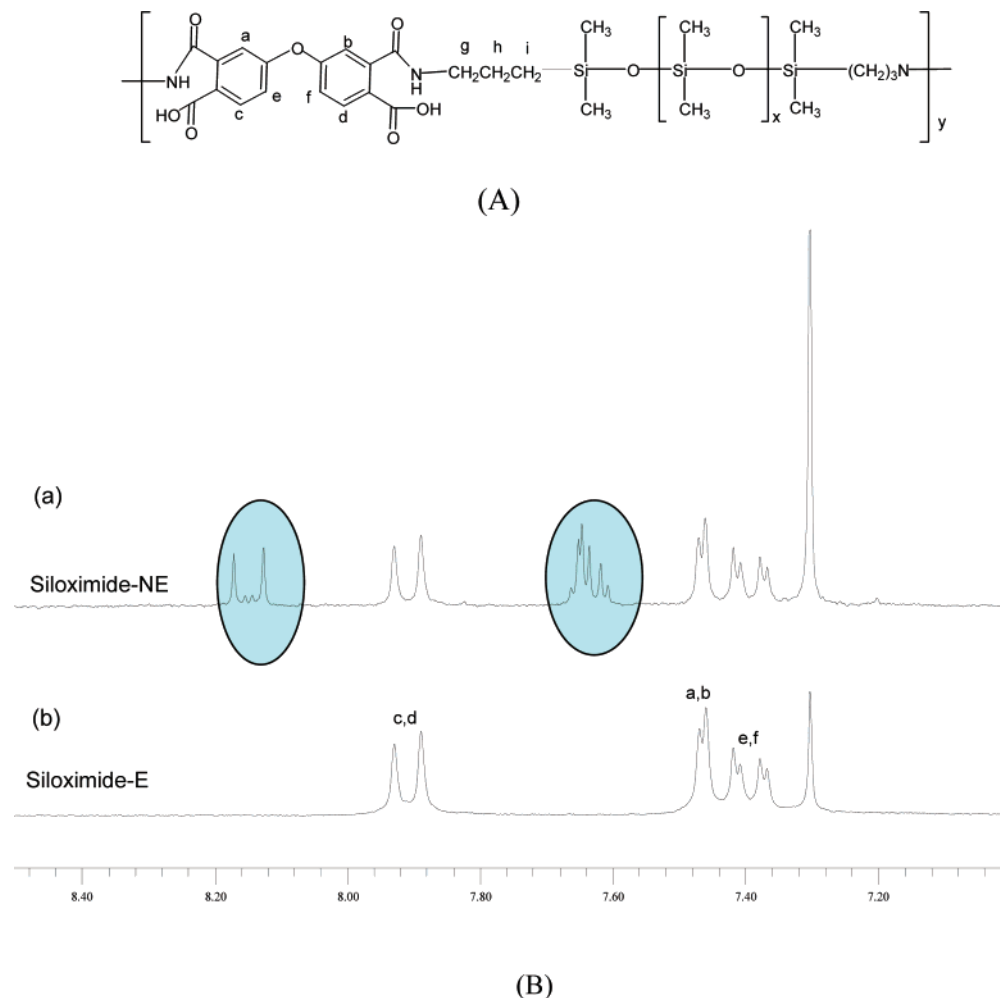 CH₃ CH₃ CH₃
O O
a O b g h i
NH N H CH₂CH₂CH₂ Si O Si O Si (CH₂)₃N
HO c e f d OH CH₃ CH₃ CH₃ x y
O O
(A)
(a)
Siloximide-NE
(b)
c,d a,b
e,f
Siloximide-E
8.40 8.20 8.00 7.80 7.60 7.40 7.20
(B)